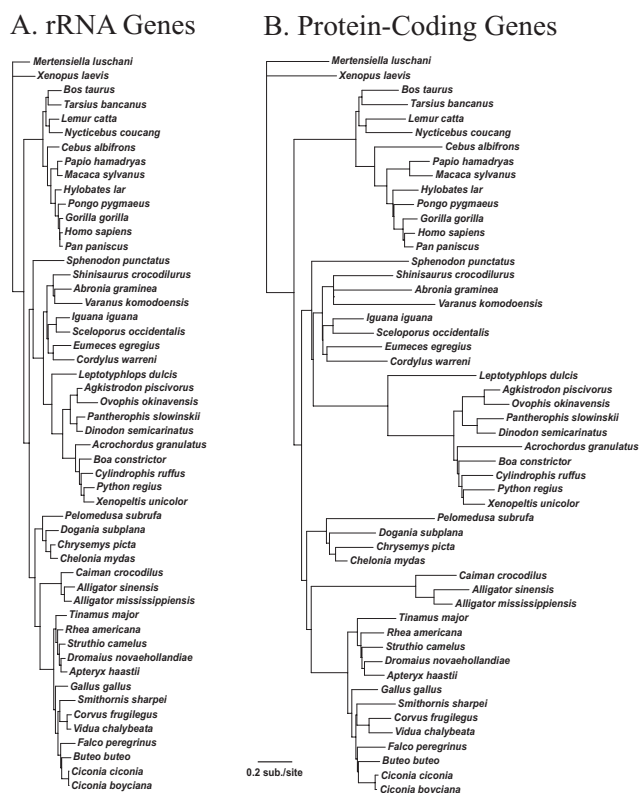 A. rRNA Genes
Mertensiella luschani
Xenopus laevis
Bos taurus
Tarsius bancanus
Lemur catta
Nycticebus coucang
Cebus albifrons
Papio hamadryas
Macaca sylvanus
Hylobates lar
Pongo pygmaeus
Gorilla gorilla
Homo sapiens
Pan paniscus
Sphenodon punctatus
Shinisaurus crocodilurus
Abronia graminea
Varanus komodoensis
Iguana iguana
Sceloporus occidentalis
Eumeces egregius
Cordylus warreni
Leptotyphlops dulcis
Agkistrodon piscivorus
Ovophis okinavensis
Pantherophis slowinskii
Dinodon semicarinatus
Acrochordus granulatus
Boa constrictor
Cylindrophis ruffus
Python regius
Xenopeltis unicolor
Pelomedusa subrufa
Dogania subplana
Chrysemys picta
Chelonia mydas
Caiman crocodilus
Alligator sinensis
Alligator mississippiensis
Tinamus major
Rhea americana
Struthio camelus
Dromaius novaehollandiae
Apteryx haastii
Gallus gallus
Smithornis sharpei
Corvus frugilegus
Vidua chalybeata
Falco peregrinus
Buteo buteo
Ciconia ciconia
Ciconia boyciana
B. Protein-Coding Genes
Mertensiella luschani
Xenopus laevis
Bos taurus
Tarsius bancanus
Lemur catta
Nycticebus coucang
Cebus albifrons
Papio hamadryas
Macaca sylvanus
Hylobates lar
Pongo pygmaeus
Gorilla gorilla
Homo sapiens
Pan paniscus
Sphenodon punctatus
Shinisaurus crocodilurus
Abronia graminea
Varanus komodoensis
Iguana iguana
Sceloporus occidentalis
Eumeces egregius
Cordylus warreni
Leptotyphlops dulcis
Agkistrodon piscivorus
Ovophis okinavensis
Pantherophis slowinskii
Dinodon semicarinatus
Acrochordus granulatus
Boa constrictor
Cylindrophis ruffus
Python regius
Xenopeltis unicolor
Pelomedusa subrufa
Dogania subplana
Chrysemys picta
Chelonia mydas
Caiman crocodilus
Alligator sinensis
Alligator mississippiensis
Tinamus major
Rhea americana
Struthio camelus
Dromaius novaehollandiae
Apteryx haastii
Gallus gallus
Smithornis sharpei
Corvus frugilegus
Vidua chalybeata
Falco peregrinus
Buteo buteo
Ciconia ciconia
Ciconia boyciana
0.2 sub./site